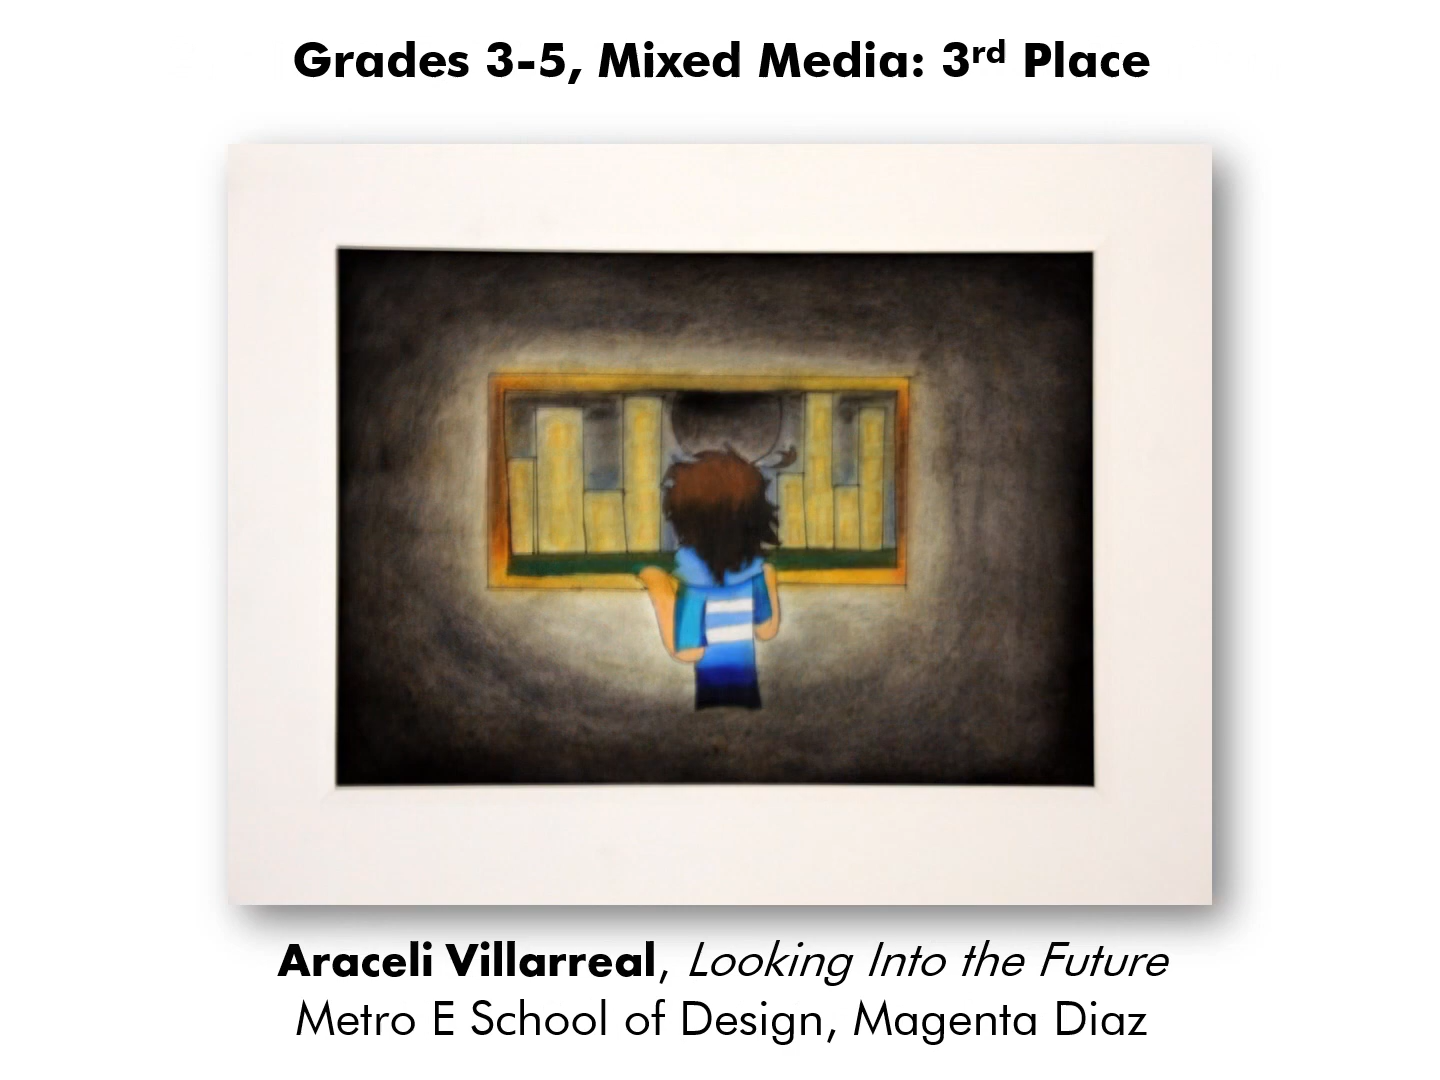 Grades 3-5, Mixed Media: 3rd Place
Araceli Villarreal, Looking Into the Future
Metro E School of Design, Magenta Diaz